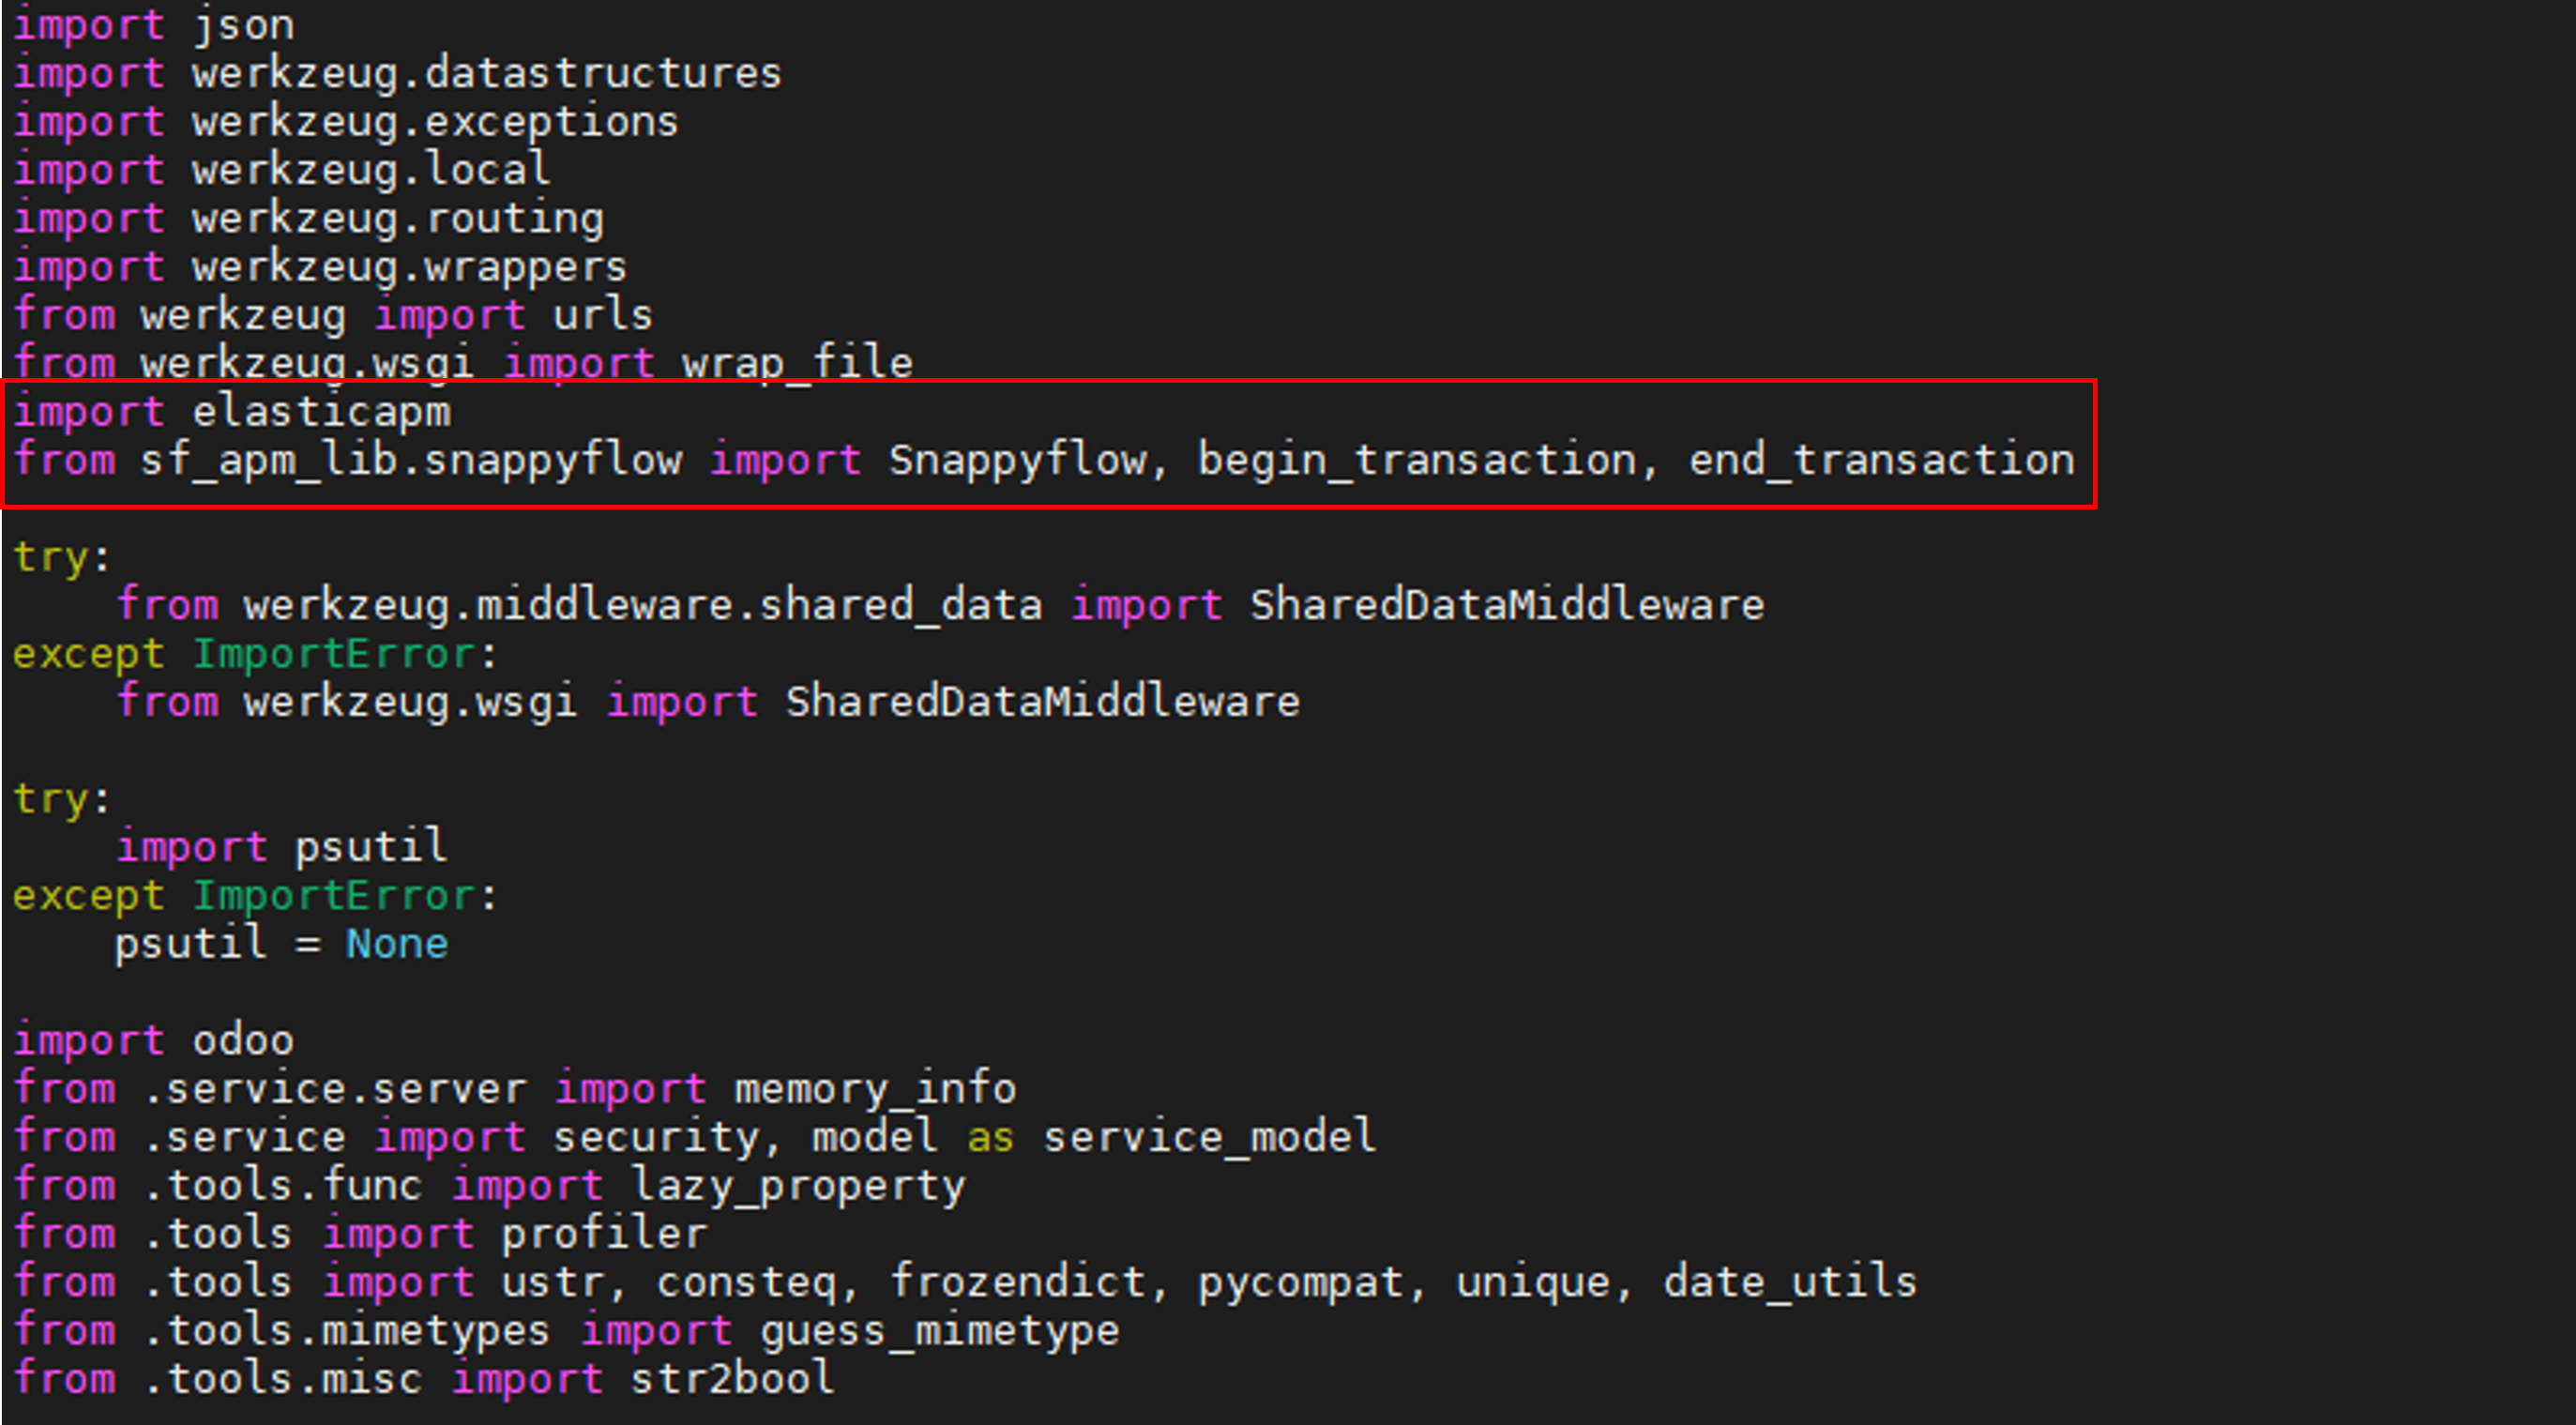 import json
import werkzeug.datastructures
import werkzeug.exceptions
import werkzeug.local
import werkzeug.routing
import werkzeug.wrappers
from werkzeug import urls
from werkzeug.wsgi import wrap_file
import elasticapm
from sf_apm_lib.snappyflow import Snappyflow, begin_transaction, end_transaction

try:
    from werkzeug.middleware.shared_data import SharedDataMiddleware
except ImportError:
    from werkzeug.wsgi import SharedDataMiddleware

try:
    import psutil
except ImportError:
    psutil = None

import odoo
from .service.server import memory_info
from .service import security, model as service_model
from .tools.func import lazy_property
from .tools import profiler
from .tools import ustr, consteq, frozendict, pycompat, unique, date_utils
from .tools.mimetypes import guess_mimetype
from .tools.misc import str2bool